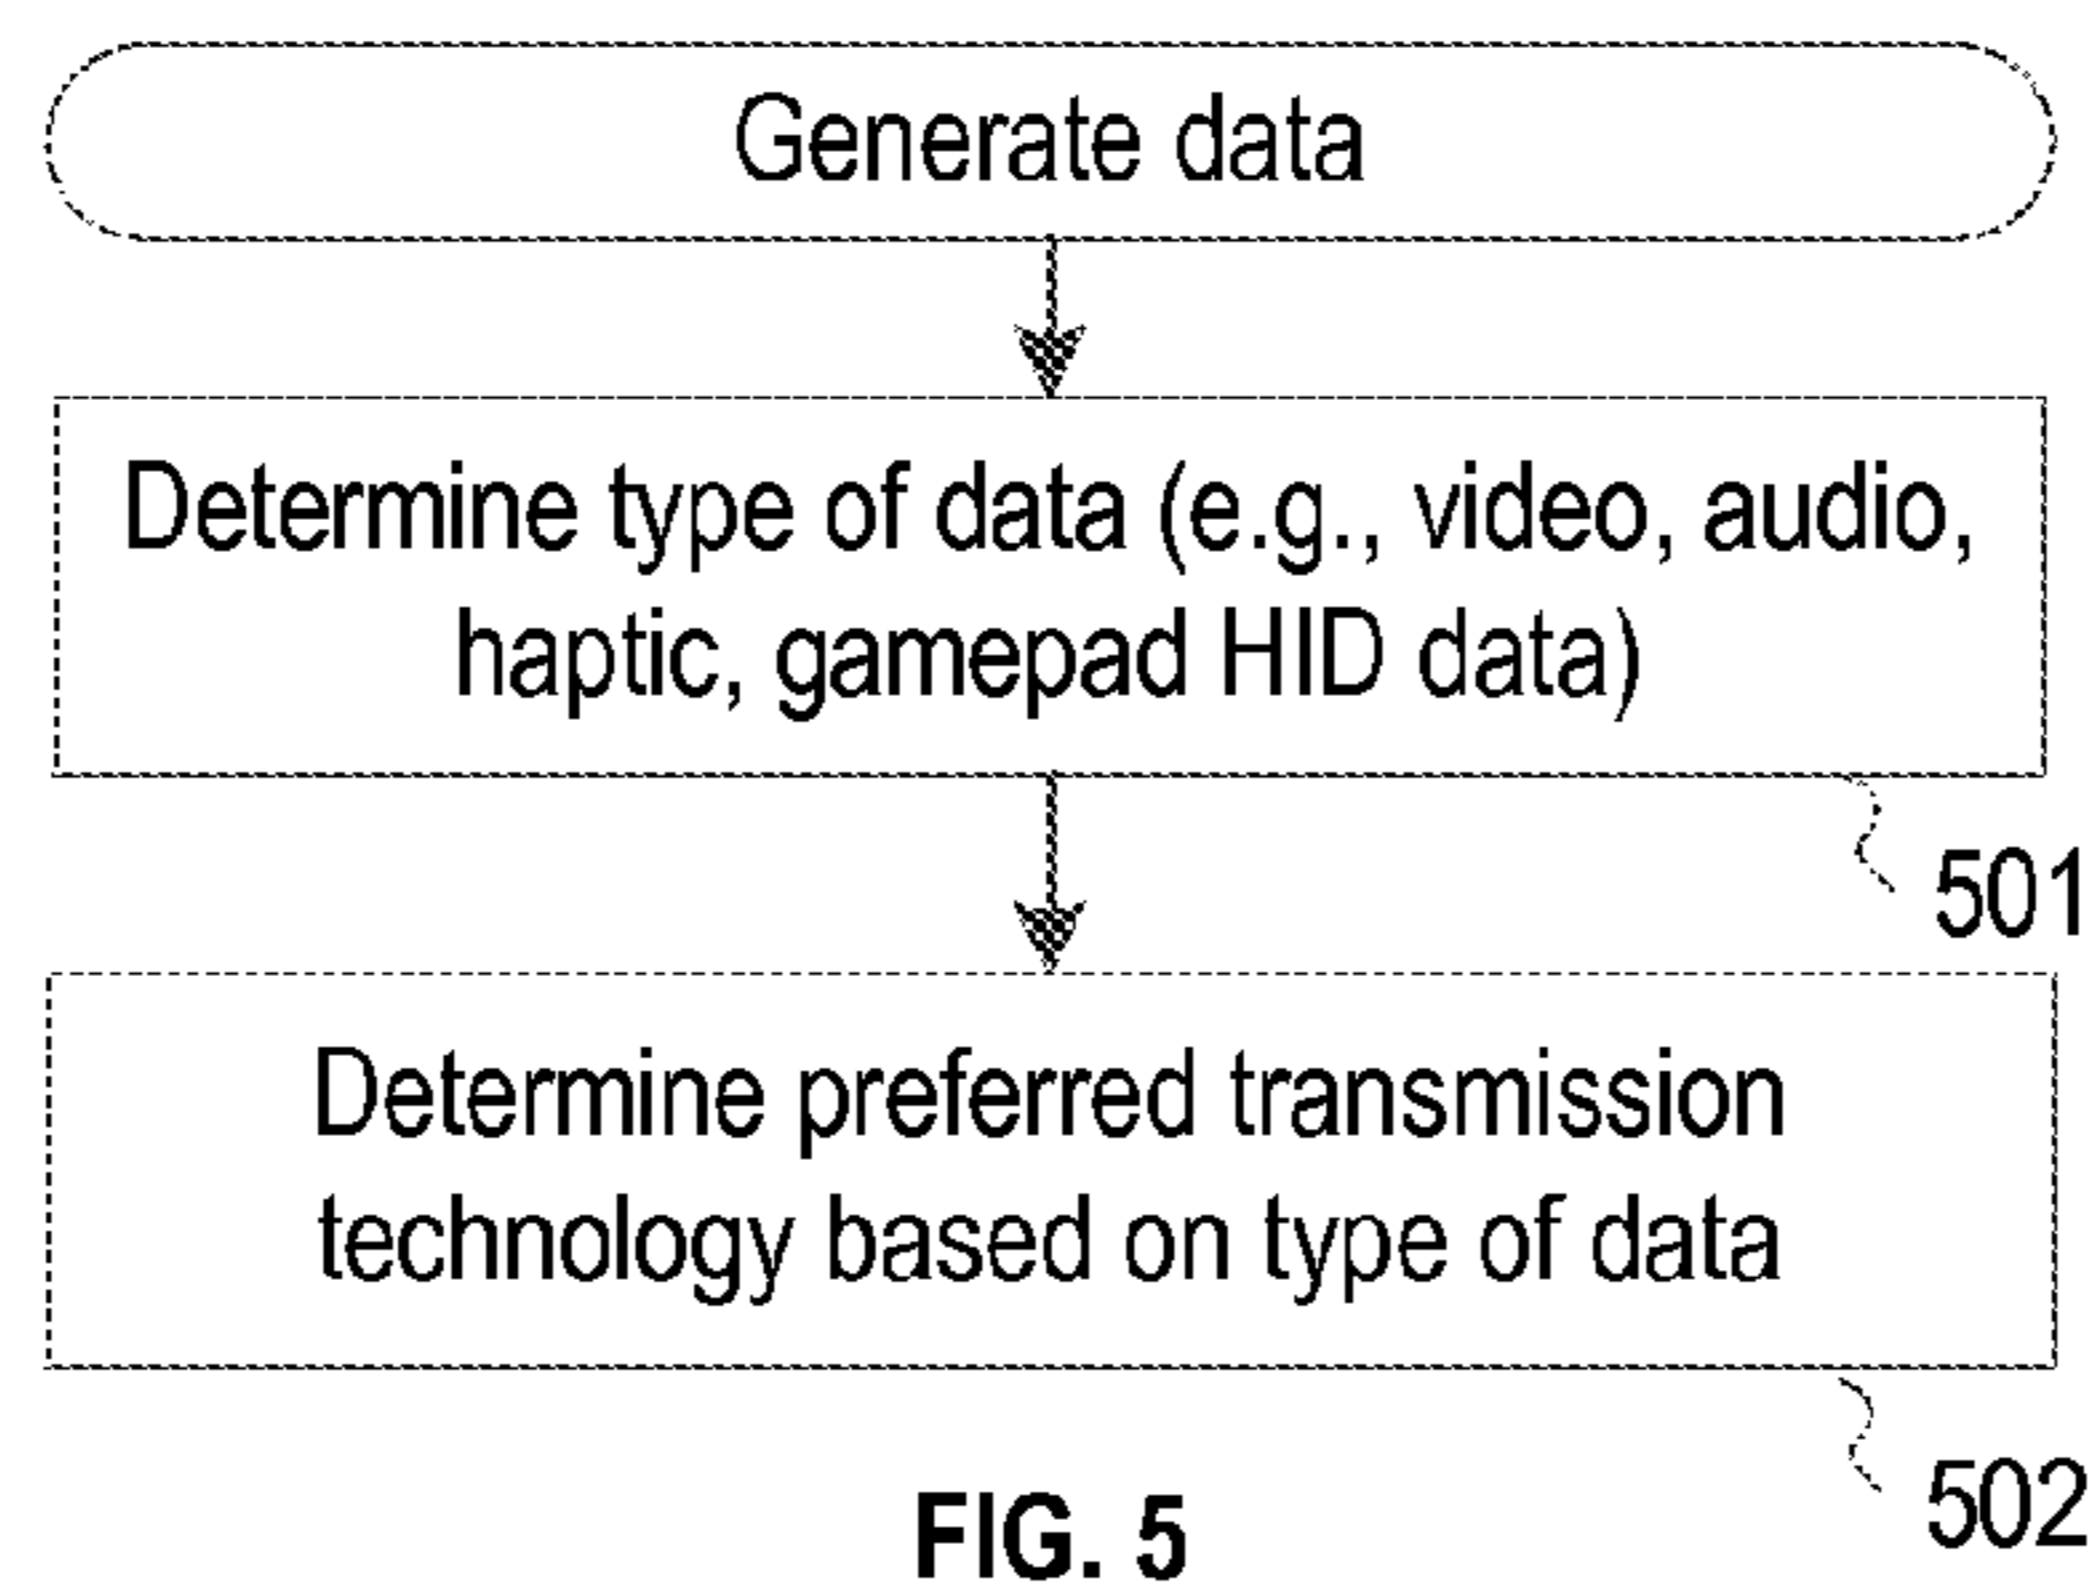 Generate data
Determine type of data (e.g., video, audio,
haptic, gamepad HID data)
501
Determine preferred transmission
technology based on type of data
502
FIG. 5